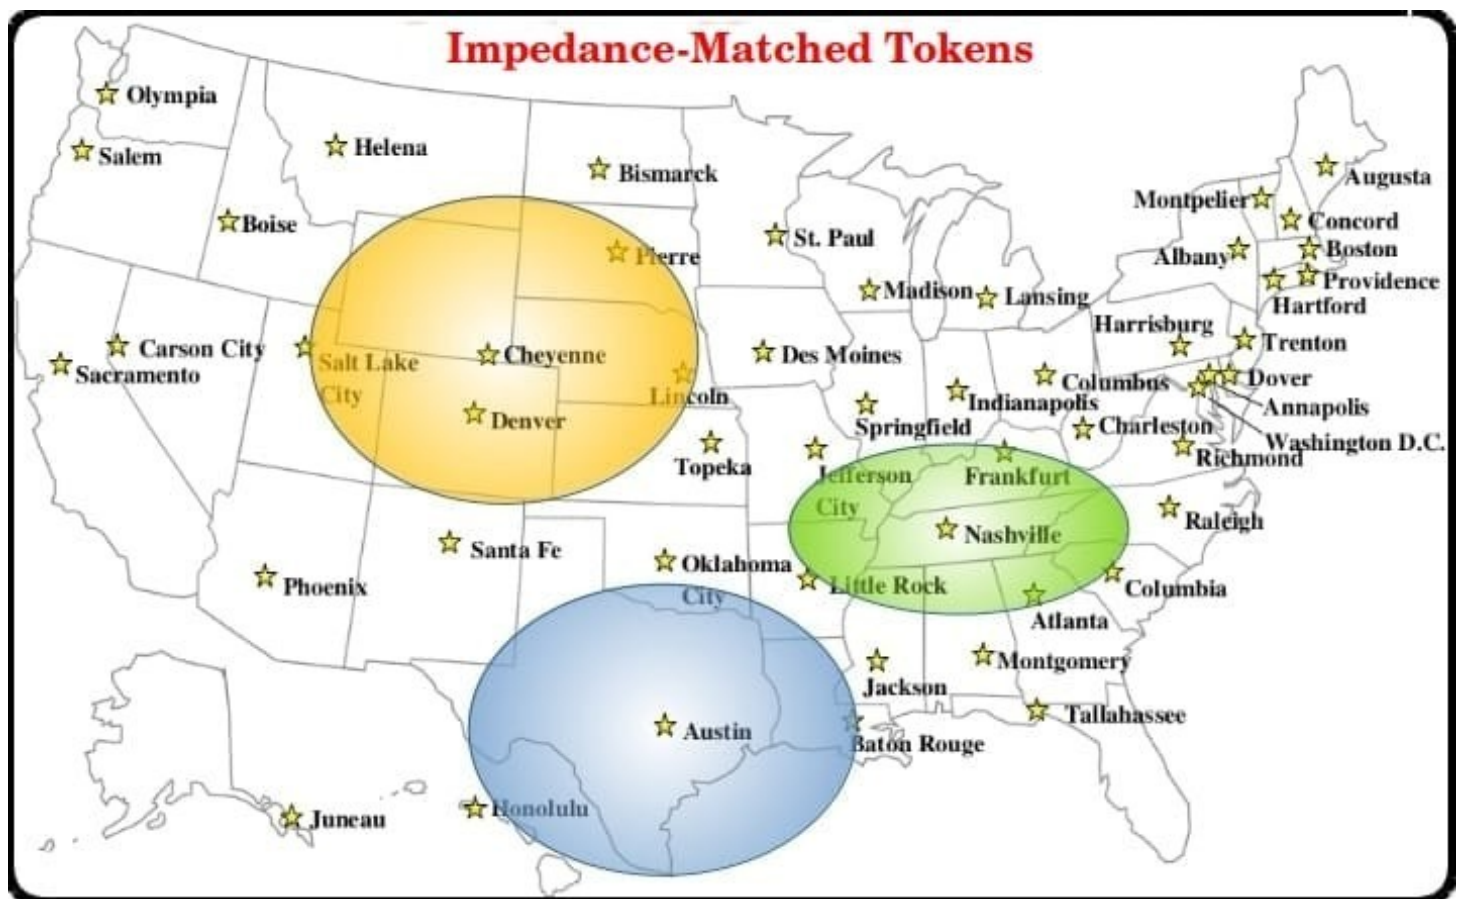 Impedance-Matched Tokens
Olympia
Helena
Salem
Bismarck
Augusta
Montpelier
Boise
Concord
St. Paul
Boston
Albany
Pierre
Providence
Madison
Lansing
Hartford
Harrisburg
Trenton
Carson City
Sacramento
Salt Lake
City
Cheyenne
Des Moines
Columbus
Dover
Lincoln
Indianapolis
Annapolis
Denver
Springfield
Charleston
Washington D.C.
Richmond
Topeka
Jefferson
City
Frankfurt
Raleigh
Nashville
Santa Fe
Oklahoma
City
Phoenix
Little Rock
Columbia
Atlanta
Montgomery
Jackson
Tallahassee
Austin
Baton Rouge
Honolulu
Juneau